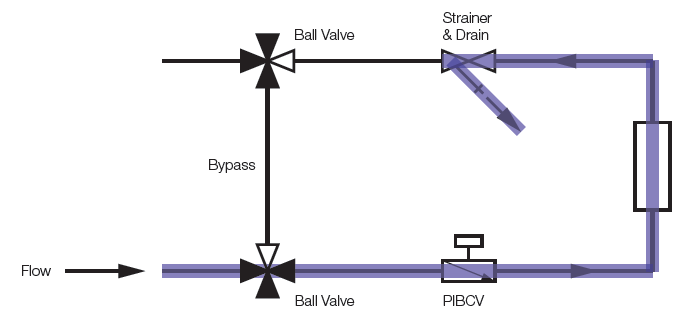 Strainer
& Drain
Ball Valve
Bypass
Flow
Ball Valve
PIBCV